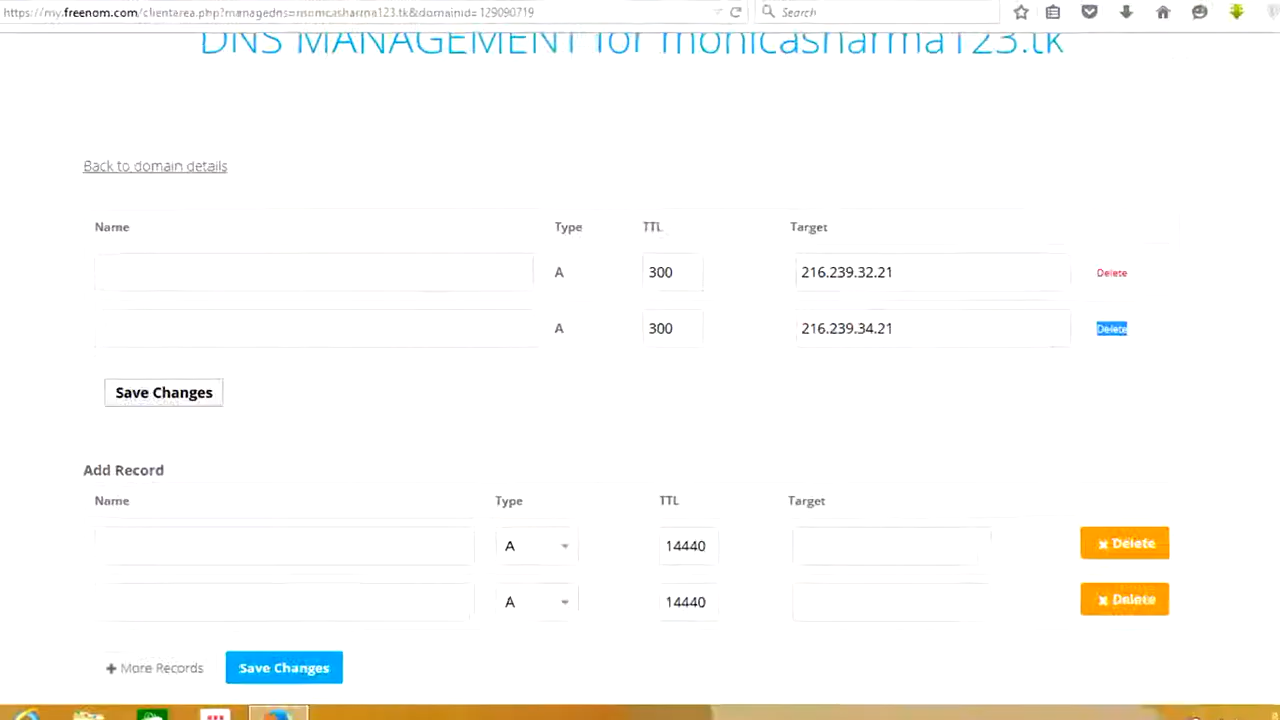 https://my.freenom.com/clientarea.php?managedns=monicasharma123.tk&domainid=129090719
Search
DNS MANAGEMENT for monicasharma123.tk
Back to domain details
Name Type TTL Target
A 300 216.239.32.21 Delete
A 300 216.239.34.21 Delete
Save Changes
Add Record
Name Type TTL Target
A 14440 Delete
A 14440 Delete
More Records Save Changes